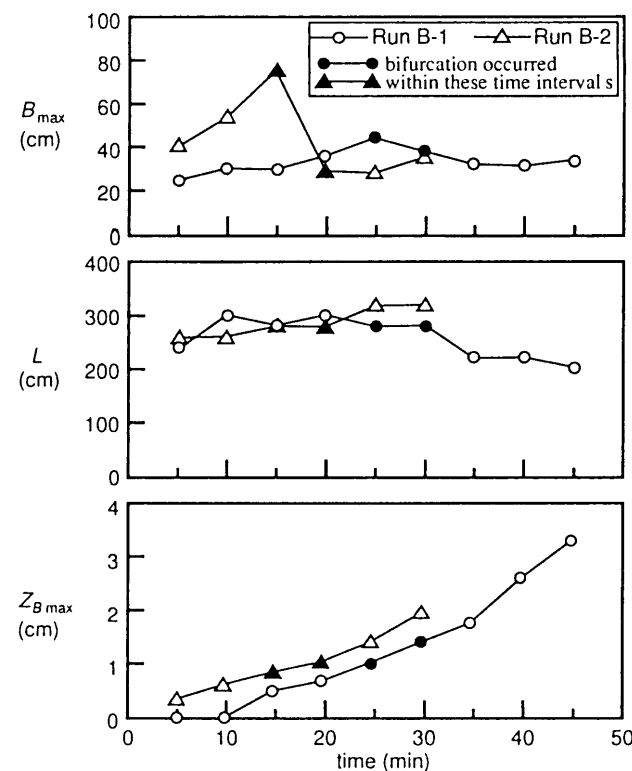 100
80
60
40
20
0
B max
(cm)
Run B-1 Run B-2
bifurcation occurred
within these time intervals
400
300
200
100
0
L
(cm)
4
3
2
1
0
Z B max
(cm)
0 10 20 30 40 50
time (min)